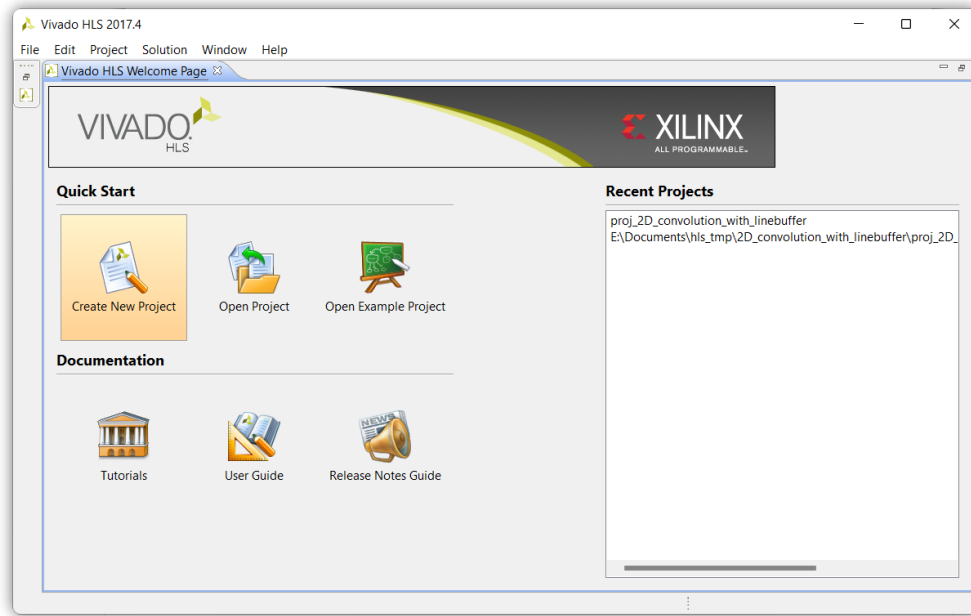 Vivado HLS 2017.4
File Edit Project Solution Window Help
Vivado HLS Welcome Page
VIVADO.
HLS
XILINX
ALL PROGRAMMABLE™
Quick Start
Recent Projects
proj_2D_convolution_with_linebuffer
E:\Documents\hls_tmp\2D_convolution_with_linebuffer\proj_2D_
Create New Project
Open Project
Open Example Project
Documentation
NEWS
Tutorials
User Guide
Release Notes Guide